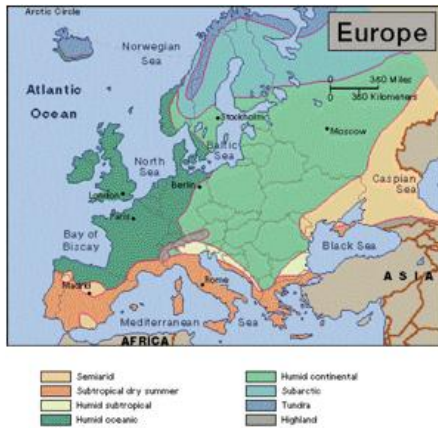 Arctic Circle
Europe
Norwegian
Sea
Atlantic
Ocean
0 360 Miles
0 360 Kilometers
Stockholm
Baltic
Sea
Moscow
North
Sea
Berlin
London
Paris
Caspian
Sea
Bay of
Biscay
Black Sea
Madrid
Rome
ASIA
Mediterranean Sea
AFRICA
Semiarid
Subtropical dry summer
Humid subtropical
Humid oceanic
Humid continental
Subarctic
Tundra
Highland